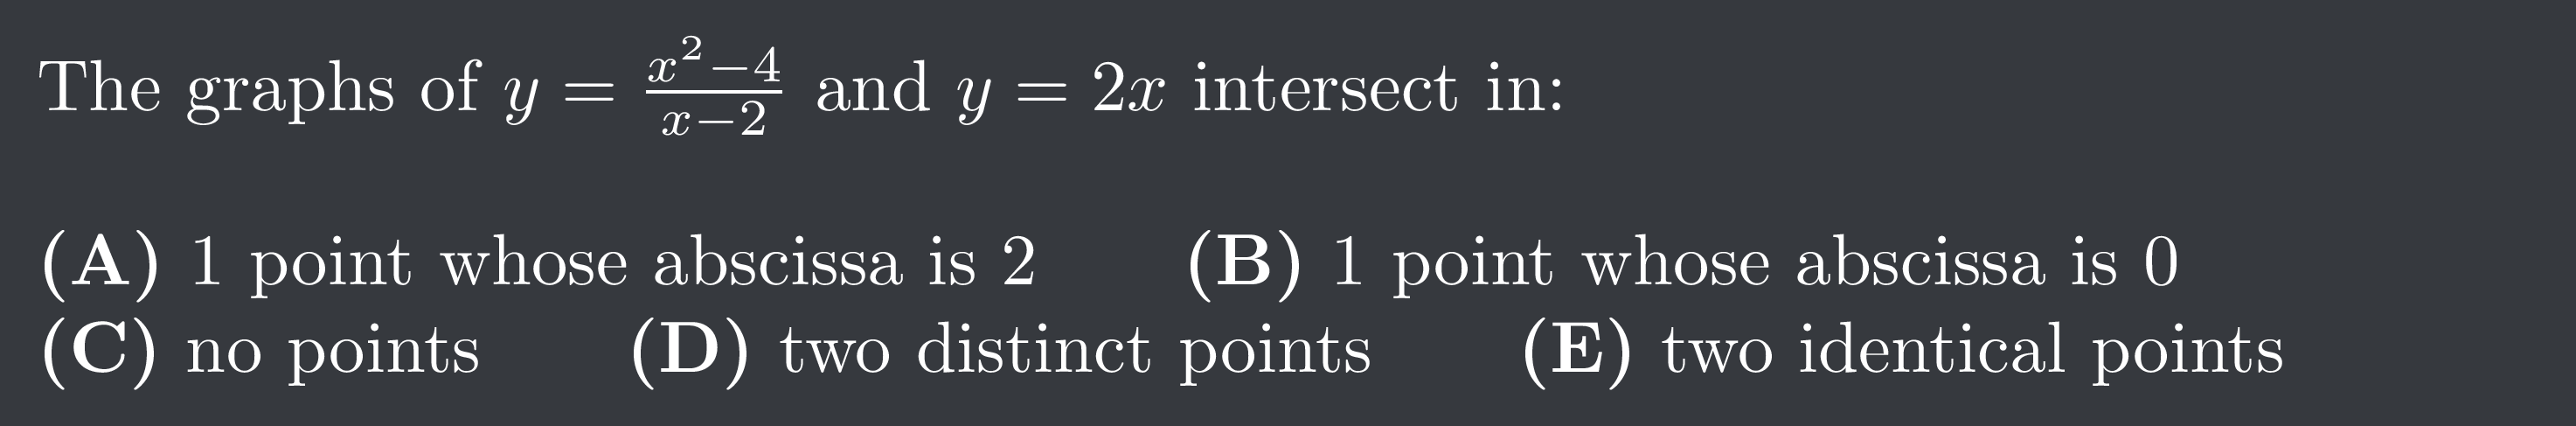 The graphs of $y = \frac{x^2-4}{x-2}$ and $y = 2x$ intersect in:
(A) 1 point whose abscissa is 2 (B) 1 point whose abscissa is 0
(C) no points (D) two distinct points (E) two identical points